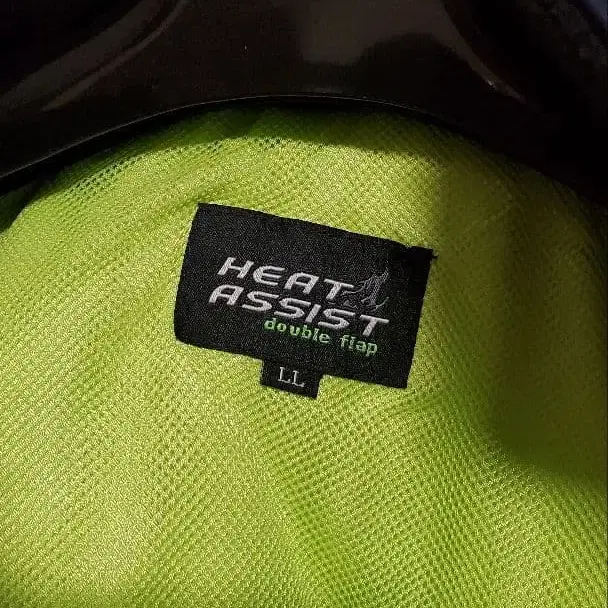 HEAT
ASSIST
double flap
LL